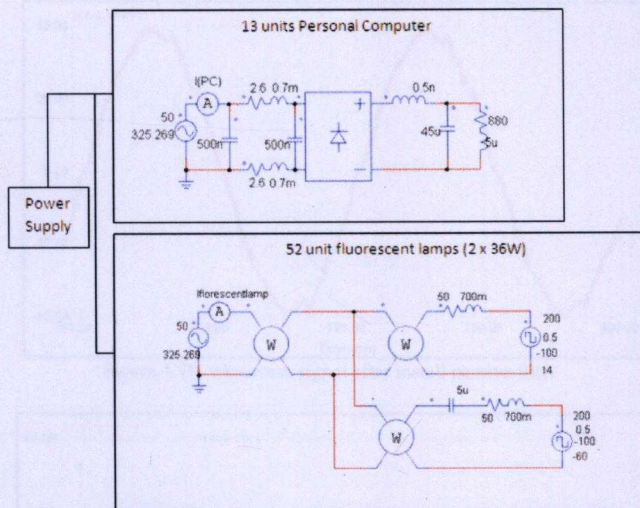 13 units Personal Computer
I(PC)
A
2.6 0.7m
0.5n
50
325.269
500n
500n
+
45u
880
5u
2.6 0.7m
Power
Supply
52 unit fluorescent lamps (2 x 36W)
Iflorescentlamp
A
50
325.269
W
W
50 700m
200
0.5
-100
14
5u
50 700m
W
200
0.5
-100
-60